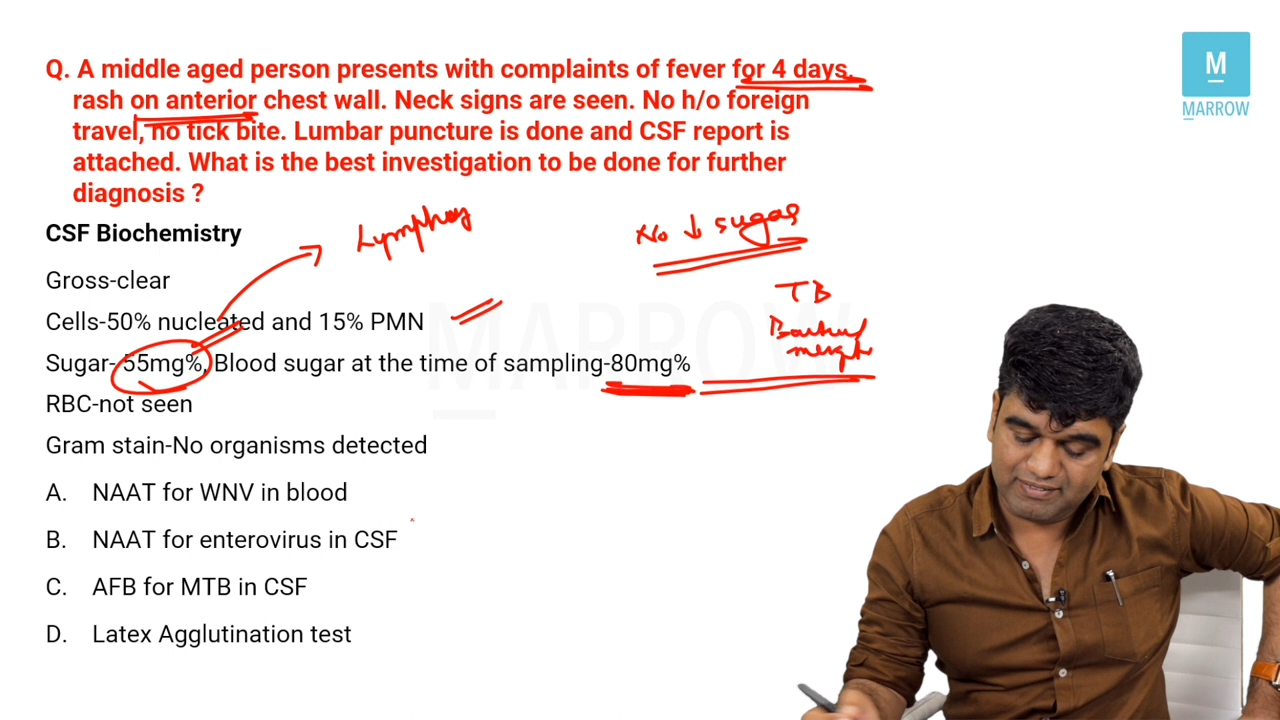 M
MARROW
Q. A middle aged person presents with complaints of fever for 4 days,
rash on anterior chest wall. Neck signs are seen. No h/o foreign
travel, no tick bite. Lumbar puncture is done and CSF report is
attached. What is the best investigation to be done for further
diagnosis ?
CSF Biochemistry
No ↓ sugar
Gross-clear
TB
Cells-50% nucleated and 15% PMN
MARROW
Sugar- 55mg%, Blood sugar at the time of sampling-80mg%
RBC-not seen
Gram stain-No organisms detected
A. NAAT for WNV in blood
B. NAAT for enterovirus in CSF
C. AFB for MTB in CSF
D. Latex Agglutination test